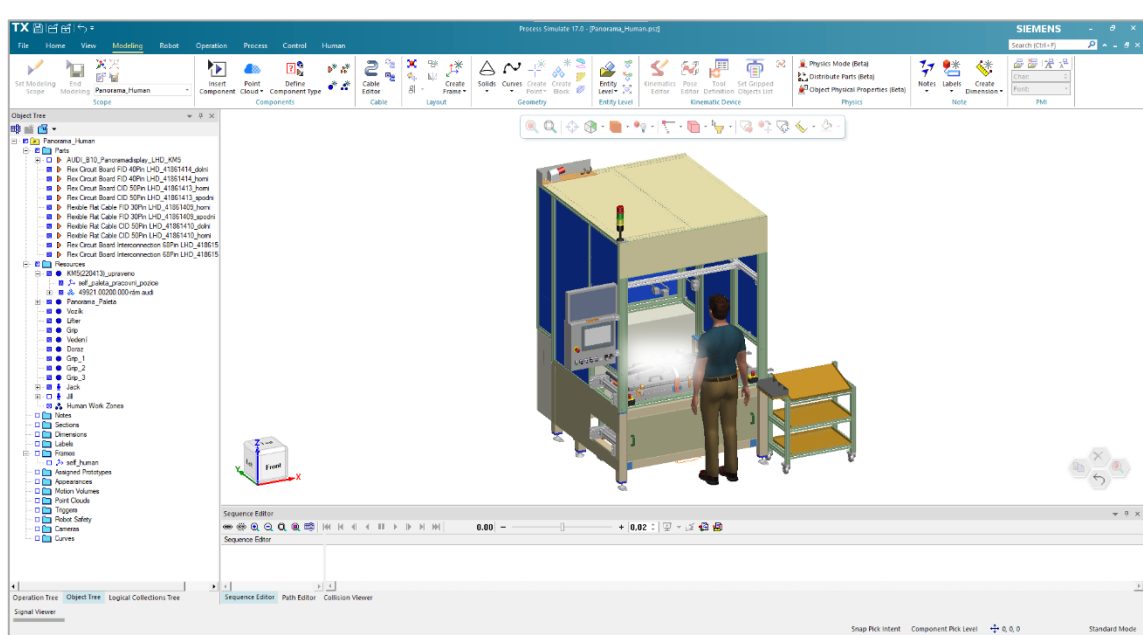 TX
Process Simulate 17.0 - [Panorama_Human.psz]
SIEMENS
File Home View Modeling Robot Operation Process Control Human
Search (Ctrl+F)
Set Modeling Scope
End Modeling
Panorama_Human
Scope
Insert Component
Point Cloud
Define Component Type
Components
Cable Editor
Cable
Create Frame
Layout
Solids
Curves
Create Point
Create Block
Geometry
Entity Level
Entity Level
Kinematics Editor
Pose Editor
Tool Definition
Set Gripped Objects List
Kinematic Device
Physics Mode (Beta)
Distribute Parts (Beta)
Object Physical Properties (Beta)
Physics
Notes
Labels
Create Dimension
Note
Char:
Font:
PMI
Object Tree
Panorama_Human
Parts
AUDI_B10_Panoramadisplay_LHD_KMS
Flex Circuit Board FID 40Pin LHD_41861414_dolni
Flex Circuit Board FID 40Pin LHD_41861414_horni
Flex Circuit Board CID 50Pin LHD_41861413_horni
Flex Circuit Board CID 50Pin LHD_41861413_spodni
Flexible Flat Cable FID 30Pin LHD_41861409_horni
Flexible Flat Cable FID 30Pin LHD_41861409_spodni
Flexible Flat Cable CID 50Pin LHD_41861410_dolni
Flexible Flat Cable CID 50Pin LHD_41861410_horni
Flex Circuit Board Interconnection 68Pin LHD_418615
Flex Circuit Board Interconnection 68Pin LHD_418615
Resources
KMS(220413)_upraveno
self_paleta_pracovni_pozice
49921.00200.000-rám audi
Panorama_Paleta
Vozik
Lifter
Grip
Vedeni
Doraz
Grip_1
Grip_2
Grip_3
Jack
Jill
Human Work Zones
Notes
Sections
Dimensions
Labels
Frames
self_human
Assigned Prototypes
Appearances
Motion Volumes
Point Clouds
Triggers
Robot Safety
Cameras
Curves
Z
Front
Y
X
Sequence Editor
0.00 − + 0.02
Sequence Editor
Operation Tree Object Tree Logical Collections Tree
Sequence Editor Path Editor Collision Viewer
Signal Viewer
Snap Pick Intent Component Pick Level 0, 0, 0 Standard Mode